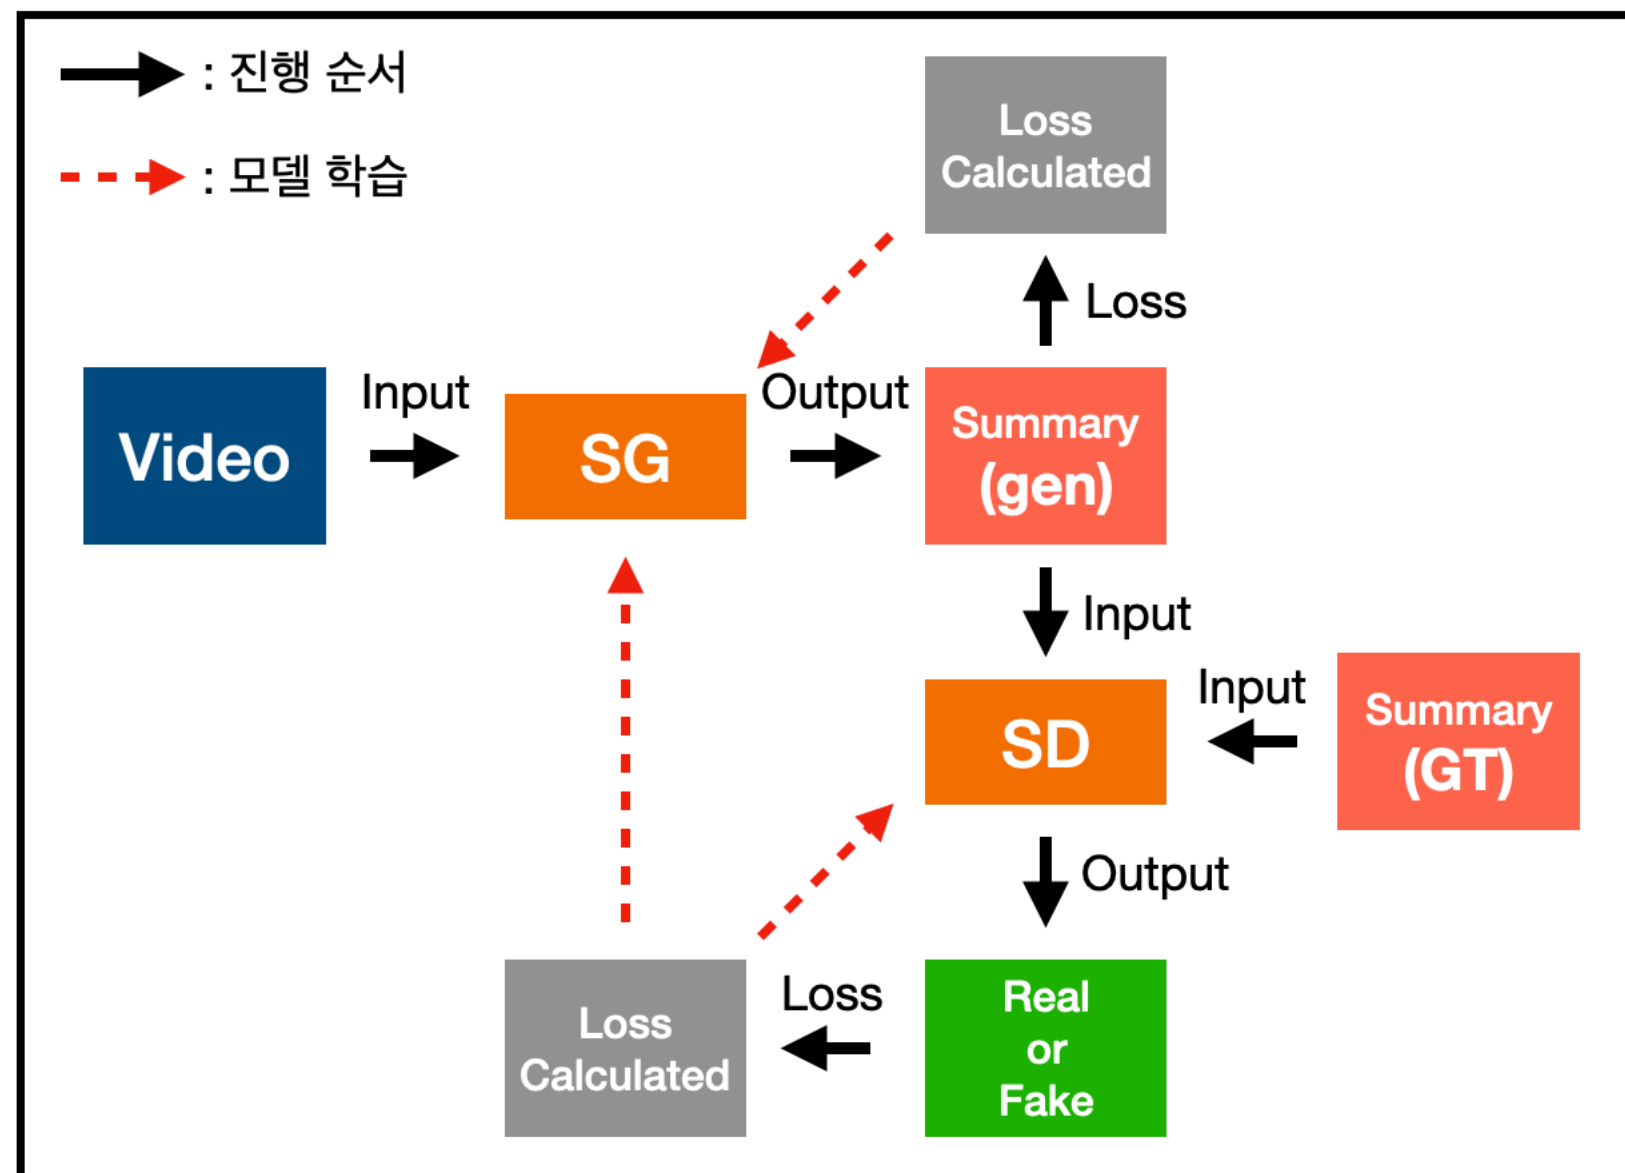 : 진행 순서
: 모델 학습
Loss
Calculated
Loss
Video
Input
SG
Output
Summary
(gen)
Input
SD
Input
Summary
(GT)
Output
Loss
Calculated
Loss
Real
or
Fake